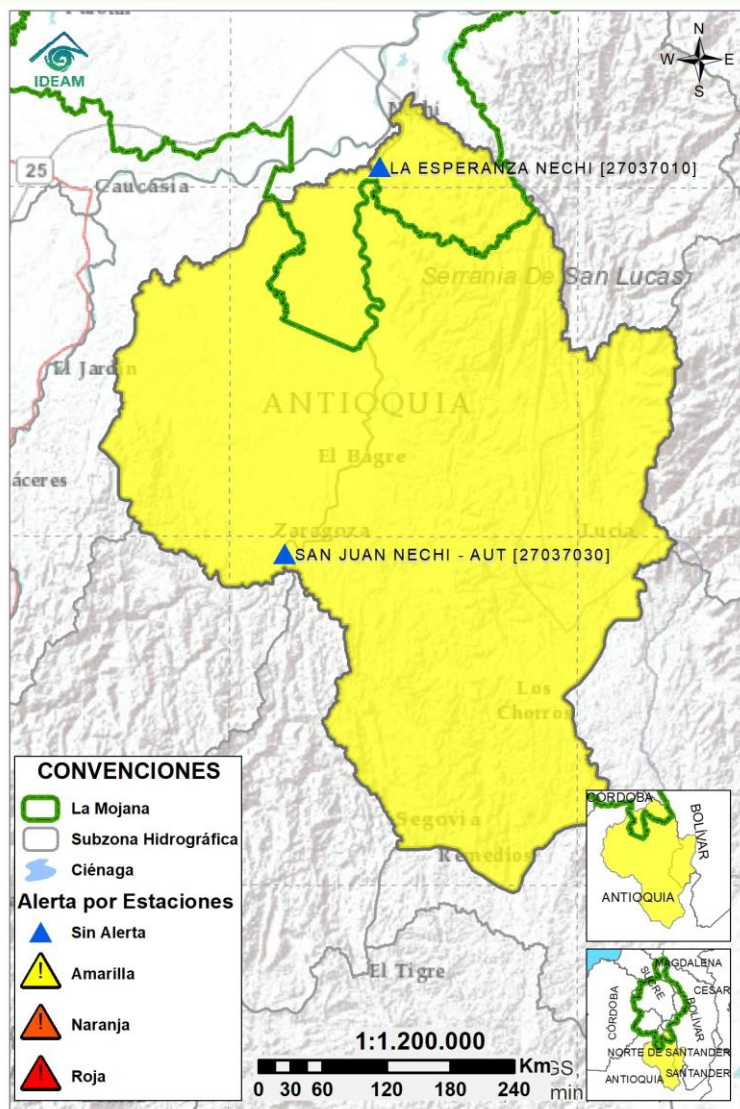 IDEAM
N
W E
S
Nechí
LA ESPERANZA NECHI [27037010]
25
Caucasia
Serranía De San Lucas
El Jardín
ANTIOQUIA
El Bagre
áceres
Zaragoza
Lucía
SAN JUAN NECHI - AUT [27037030]
Los
Chorros
Segovia
Remedios
El Tigre
CONVENCIONES
La Mojana
Subzona Hidrográfica
Ciénaga
Alerta por Estaciones
Sin Alerta
Amarilla
Naranja
Roja
1:1.200.000
Km
0 30 60 120 180 240
GS,
min
CÓRDOBA
BOLÍVAR
ANTIOQUIA
MAGDALENA
CESAR
SUCRE
CÓRDOBA
BOLÍVAR
NORTE DE SANTANDER
ANTIOQUIA
SANTANDER